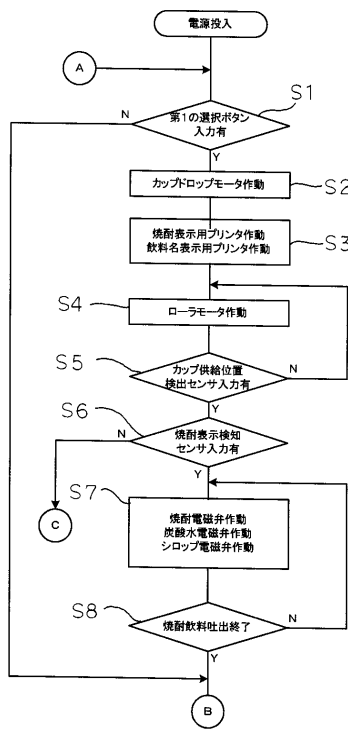 電源投入
A
S1
N
第1の選択ボタン
入力有
Y
カップドロップモータ作動
S2
焼酎表示用プリンタ作動
飲料名表示用プリンタ作動
S3
S4
ローラモータ作動
S5
カップ供給位置
検出センサ入力有
N
Y
S6
N
焼酎表示検知
センサ入力有
Y
C
S7
焼酎電磁弁作動
炭酸水電磁弁作動
シロップ電磁弁作動
S8
焼酎飲料吐出終了
N
Y
B